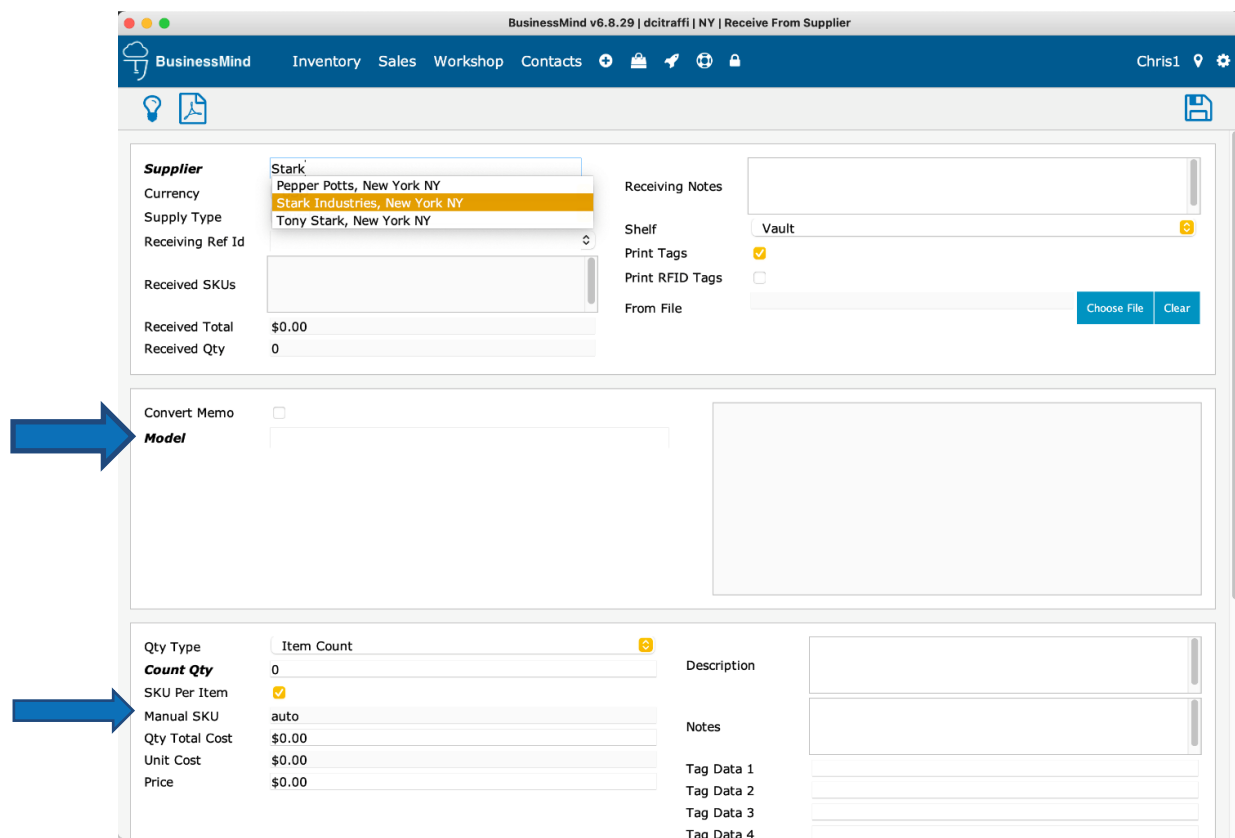 BusinessMind v6.8.29 | dcitraffi | NY | Receive From Supplier
BusinessMind Inventory Sales Workshop Contacts Chris1
Supplier Stark
Pepper Potts, New York NY
Stark Industries, New York NY
Tony Stark, New York NY
Currency
Supply Type
Receiving Ref Id
Received SKUs
Received Total $0.00
Received Qty 0
Receiving Notes
Shelf Vault
Print Tags
Print RFID Tags
From File Choose File Clear
Convert Memo
Model
Qty Type Item Count
Count Qty 0
SKU Per Item
Manual SKU auto
Qty Total Cost $0.00
Unit Cost $0.00
Price $0.00
Description
Notes
Tag Data 1
Tag Data 2
Tag Data 3
Tag Data 4